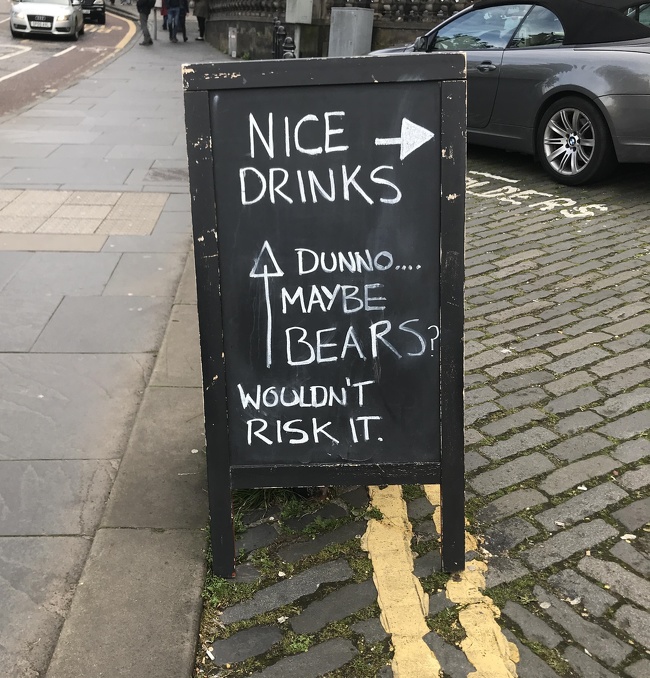 NICE
DRINKS
DUNNO....
MAYBE
BEARS?
WOULDN'T
RISK IT.